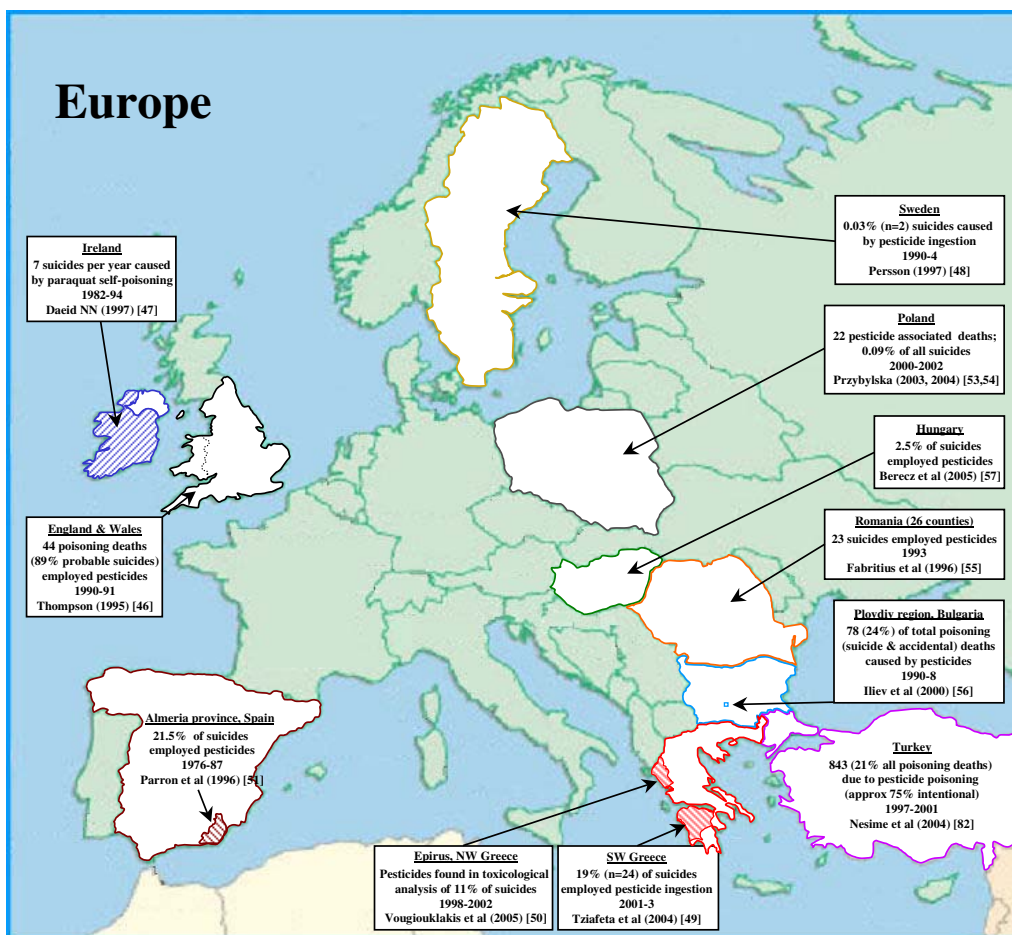 Europe
Sweden
0.03% (n=2) suicides caused
by pesticide ingestion
1990-4
Persson (1997) [48]
Ireland
7 suicides per year caused
by paraquat self-poisoning
1982-94
Daeid NN (1997) [47]
Poland
22 pesticide associated deaths;
0.09% of all suicides
2000-2002
Przybylska (2003, 2004) [53,54]
Hungary
2.5% of suicides
employed pesticides
Berecz et al (2005) [57]
England & Wales
44 poisoning deaths
(89% probable suicides)
employed pesticides
1990-91
Thompson (1995) [46]
Romania (26 counties)
23 suicides employed pesticides
1993
Fabritius et al (1996) [55]
Plovdiv region, Bulgaria
78 (24%) of total poisoning
(suicide & accidental) deaths
caused by pesticides
1990-8
Iliev et al (2000) [56]
Almeria province, Spain
21.5% of suicides
employed pesticides
1976-87
Parron et al (1996) [51]
Turkey
843 (21% all poisoning deaths)
due to pesticide poisoning
(approx 75% intentional)
1997-2001
Nesime et al (2004) [82]
Epirus, NW Greece
Pesticides found in toxicological
analysis of 11% of suicides
1998-2002
Vougiouklakis et al (2005) [50]
SW Greece
19% (n=24) of suicides
employed pesticide ingestion
2001-3
Tziafeta et al (2004) [49]